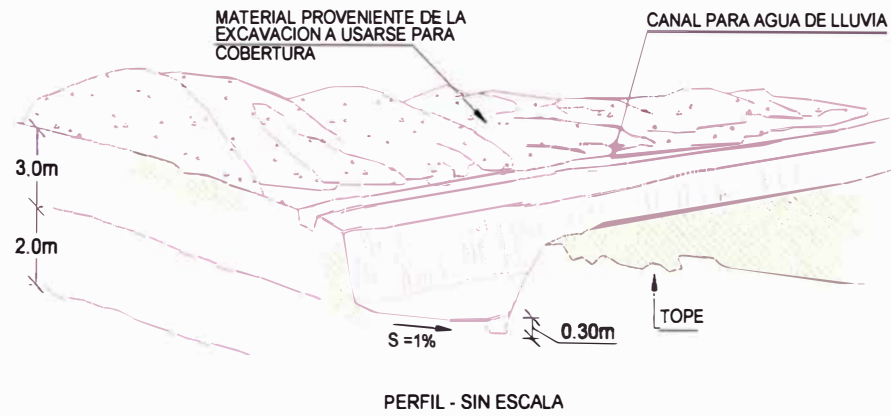 MATERIAL PROVENIENTE DE LA
EXCAVACION A USARSE PARA
COBERTURA
CANAL PARA AGUA DE LLUVIA
3.0m
2.0m
S =1%
0.30m
TOPE
PERFIL - SIN ESCALA